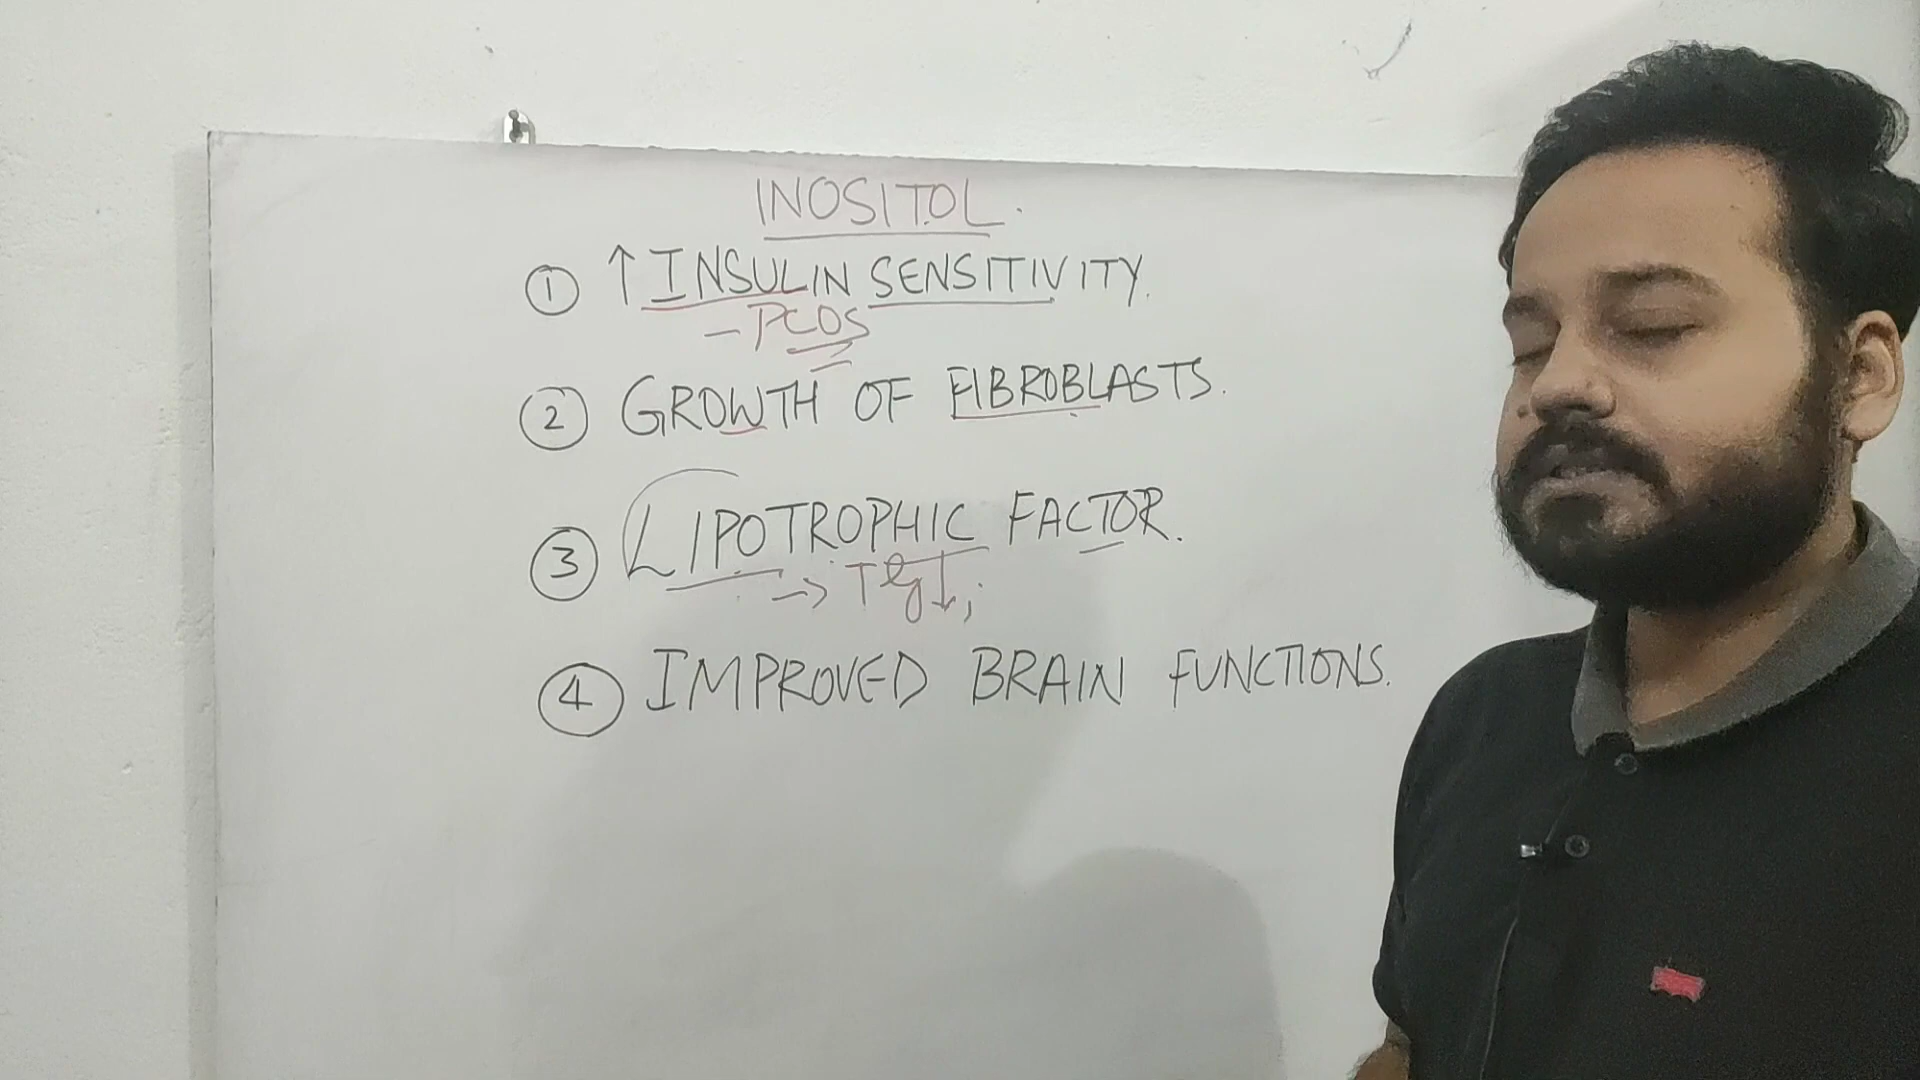 INOSITOL.
① ↑ INSULIN SENSITIVITY.
- PCOS
② GROWTH OF FIBROBLASTS.
③ LIPOTROPHIC FACTOR.
-> Tg↓;
④ IMPROVED BRAIN FUNCTIONS.